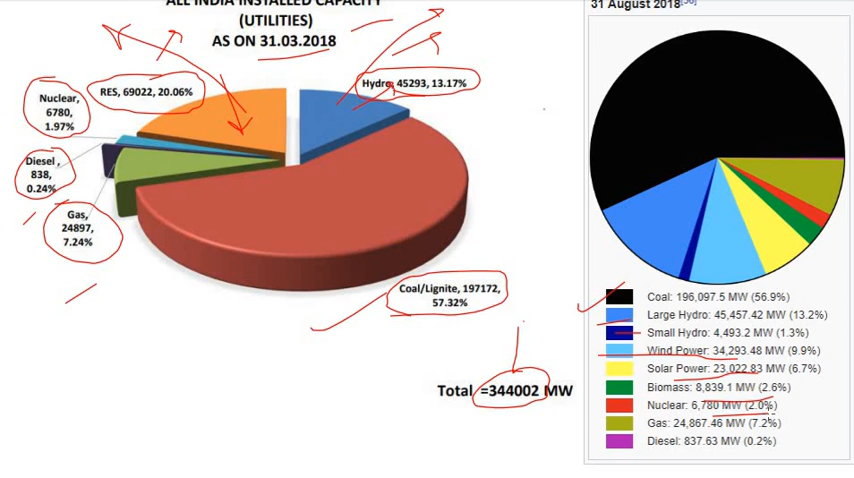 ALL INDIA INSTALLED CAPACITY
(UTILITIES)
AS ON 31.03.2018
Hydro, 45293, 13.17%
RES, 69022, 20.06%
Nuclear,
6780,
1.97%
Diesel ,
838,
0.24%
Gas,
24897,
7.24%
Coal/Lignite, 197172,
57.32%
Total =344002 MW
31 August 2018
Coal: 196,097.5 MW (56.9%)
Large Hydro: 45,457.42 MW (13.2%)
Small Hydro: 4,493.2 MW (1.3%)
Wind Power: 34,293.48 MW (9.9%)
Solar Power: 23,022.83 MW (6.7%)
Biomass: 8,839.1 MW (2.6%)
Nuclear: 6,780 MW (2.0%)
Gas: 24,867.46 MW (7.2%)
Diesel: 837.63 MW (0.2%)